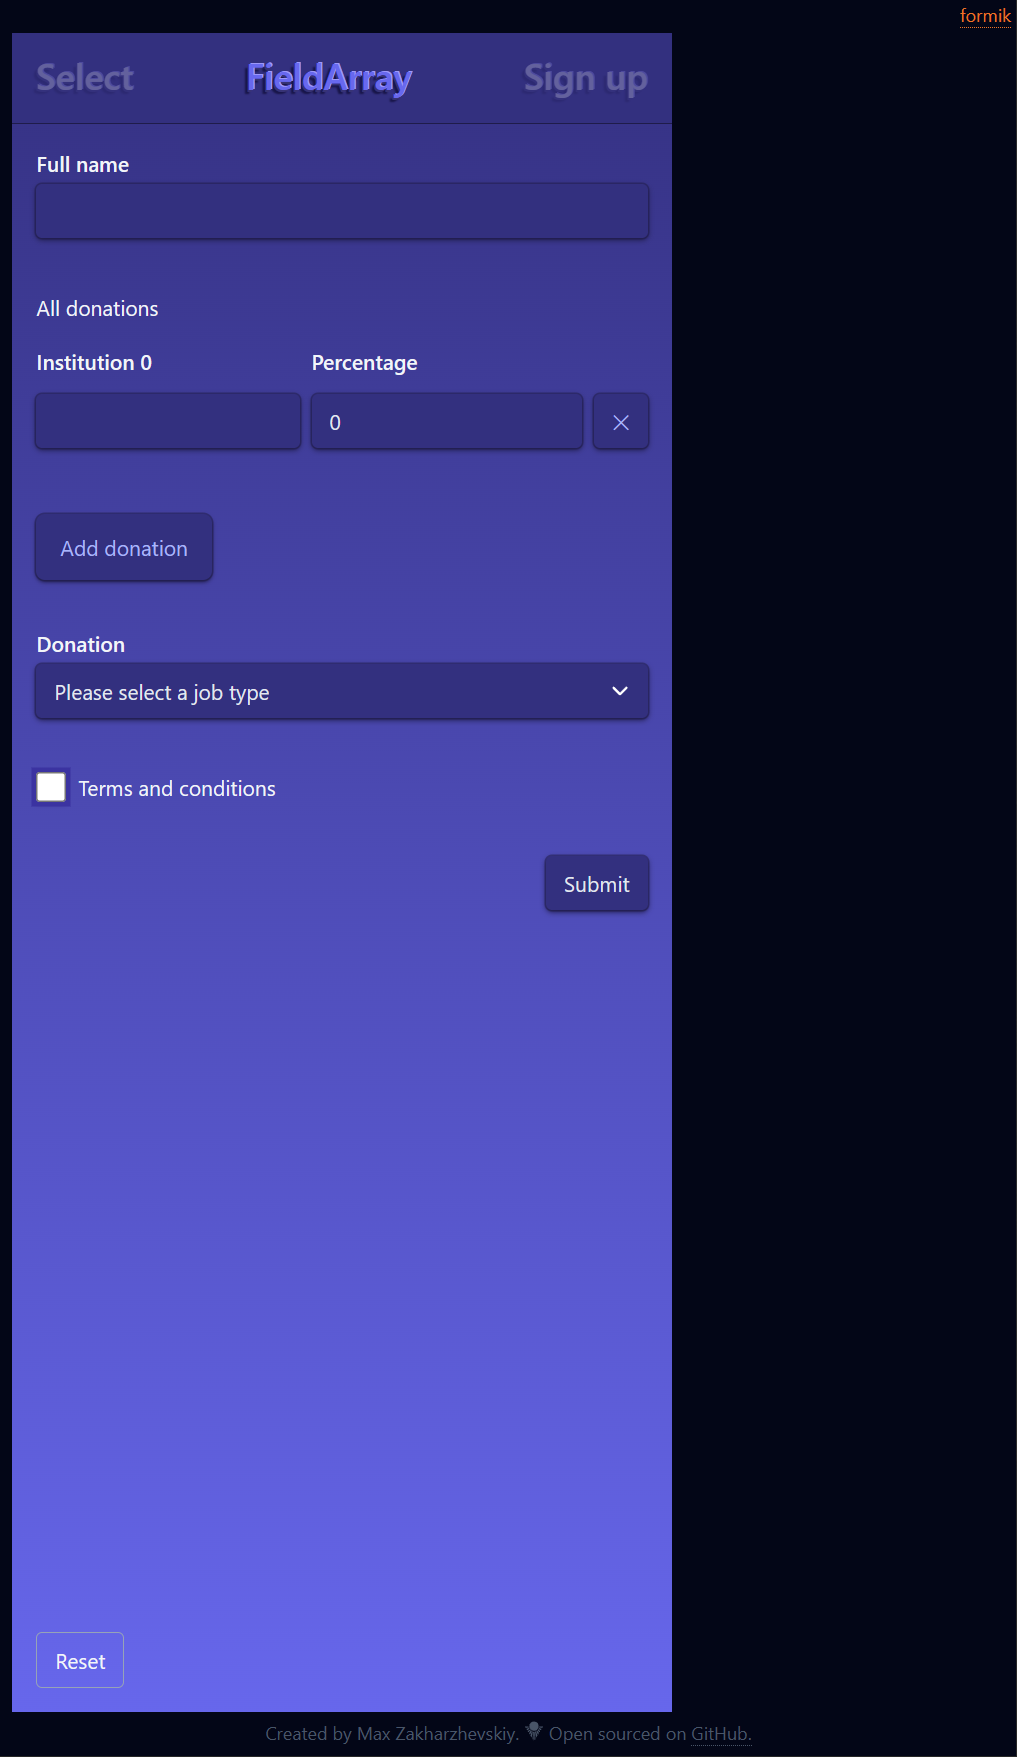 formik
Select FieldArray Sign up
Full name
All donations
Institution 0 Percentage
0
Add donation
Donation
Please select a job type
Terms and conditions
Submit
Reset
Created by Max Zakharzhevskiy. Open sourced on GitHub.